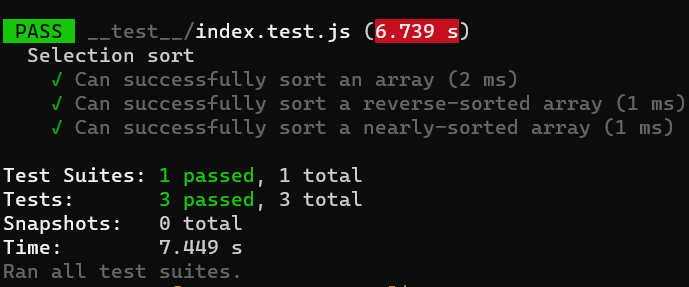 PASS __test__/index.test.js (6.739 s)
Selection sort
✓ Can successfully sort an array (2 ms)
✓ Can successfully sort a reverse-sorted array (1 ms)
✓ Can successfully sort a nearly-sorted array (1 ms)
Test Suites: 1 passed, 1 total
Tests: 3 passed, 3 total
Snapshots: 0 total
Time: 7.449 s
Ran all test suites.